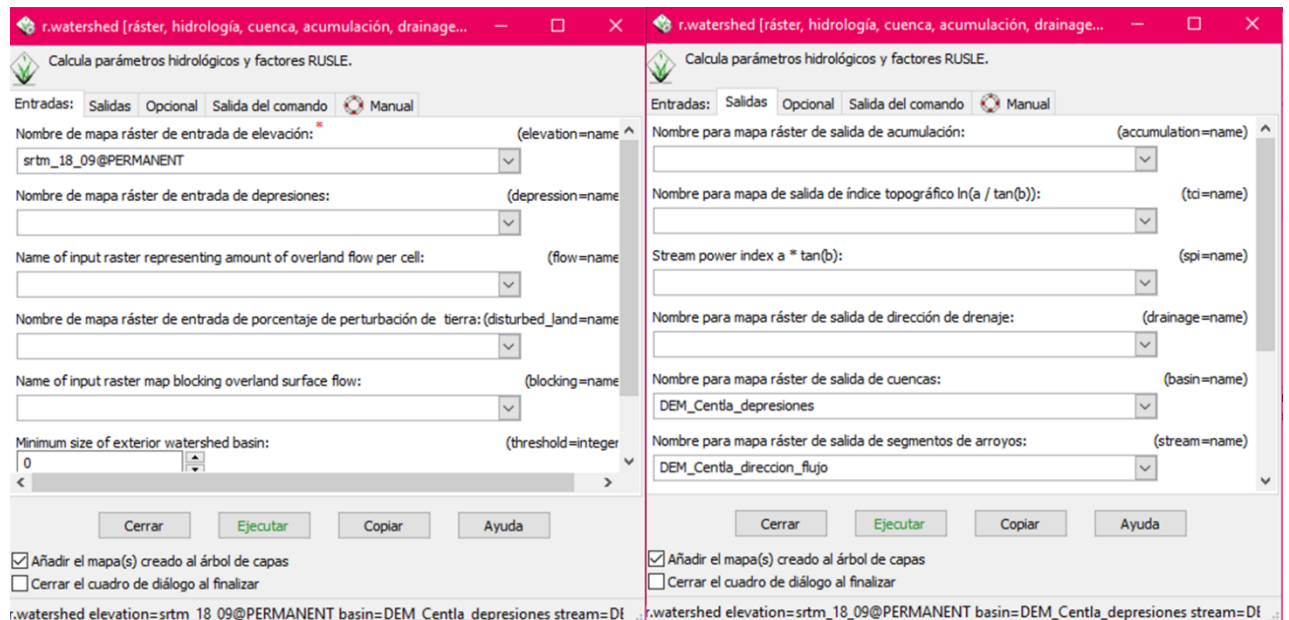 r.watershed [ráster, hidrología, cuenca, acumulación, drainage...
Calcula parámetros hidrológicos y factores RUSLE.
Entradas: Salidas Opcional Salida del comando Manual
Nombre de mapa ráster de entrada de elevación: * (elevation=name
srtm_18_09@PERMANENT
Nombre de mapa ráster de entrada de depresiones: (depression=name
Name of input raster representing amount of overland flow per cell: (flow=name
Nombre de mapa ráster de entrada de porcentaje de perturbación de tierra: (disturbed_land=name
Name of input raster map blocking overland surface flow: (blocking=name
Minimum size of exterior watershed basin: (threshold=integer
0
Cerrar Ejecutar Copiar Ayuda
Añadir el mapa(s) creado al árbol de capas
Cerrar el cuadro de diálogo al finalizar
r.watershed elevation=srtm_18_09@PERMANENT basin=DEM_Centla_depresiones stream=DE
r.watershed [ráster, hidrología, cuenca, acumulación, drainage...
Calcula parámetros hidrológicos y factores RUSLE.
Entradas: Salidas Opcional Salida del comando Manual
Nombre para mapa ráster de salida de acumulación: (accumulation=name)
Nombre para mapa de salida de índice topográfico ln(a / tan(b)): (tci=name)
Stream power index a * tan(b): (spi=name)
Nombre para mapa ráster de salida de dirección de drenaje: (drainage=name)
Nombre para mapa ráster de salida de cuencas: (basin=name)
DEM_Centla_depresiones
Nombre para mapa ráster de salida de segmentos de arroyos: (stream=name)
DEM_Centla_direccion_flujo
Cerrar Ejecutar Copiar Ayuda
Añadir el mapa(s) creado al árbol de capas
Cerrar el cuadro de diálogo al finalizar
r.watershed elevation=srtm_18_09@PERMANENT basin=DEM_Centla_depresiones stream=DE